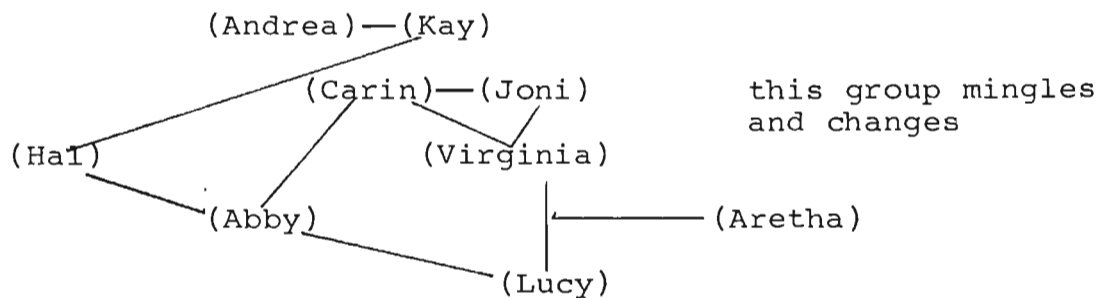 (Andrea)—(Kay)
(Carin)—(Joni) this group mingles
and changes
(Hal) (Virginia)
(Abby) (Aretha)
(Lucy)